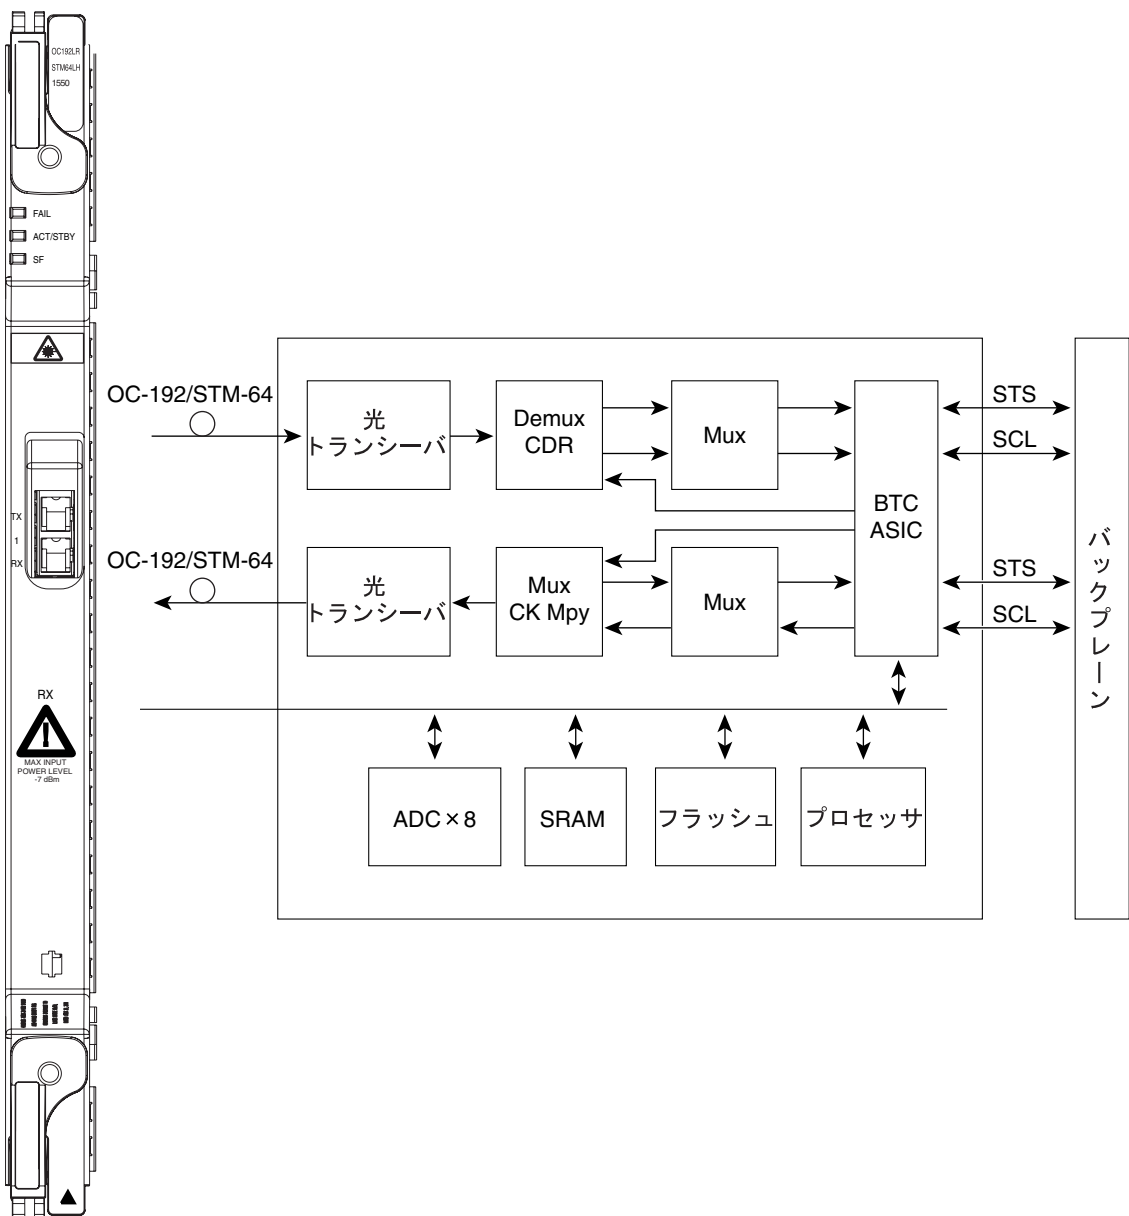 OC192LR
STM64LH
1550
FAIL
ACT/STBY
SF
TX
1
RX
RX
MAX INPUT
POWER LEVEL
-7 dBm
OC-192/STM-64
光
トランシーバ
Demux
CDR
Mux
BTC
ASIC
STS
SCL
OC-192/STM-64
光
トランシーバ
Mux
CK Mpy
Mux
STS
SCL
バックプレーン
ADC×8
SRAM
フラッシュ
プロセッサ